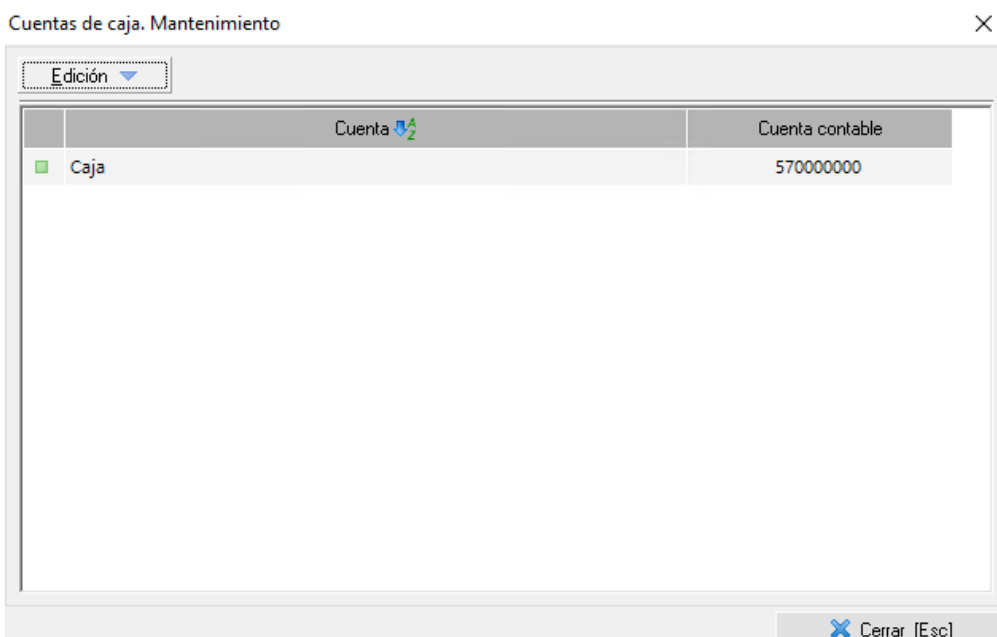 Cuentas de caja. Mantenimiento
Edición
Cuenta Cuenta contable
Caja 570000000
Cerrar [Esc]